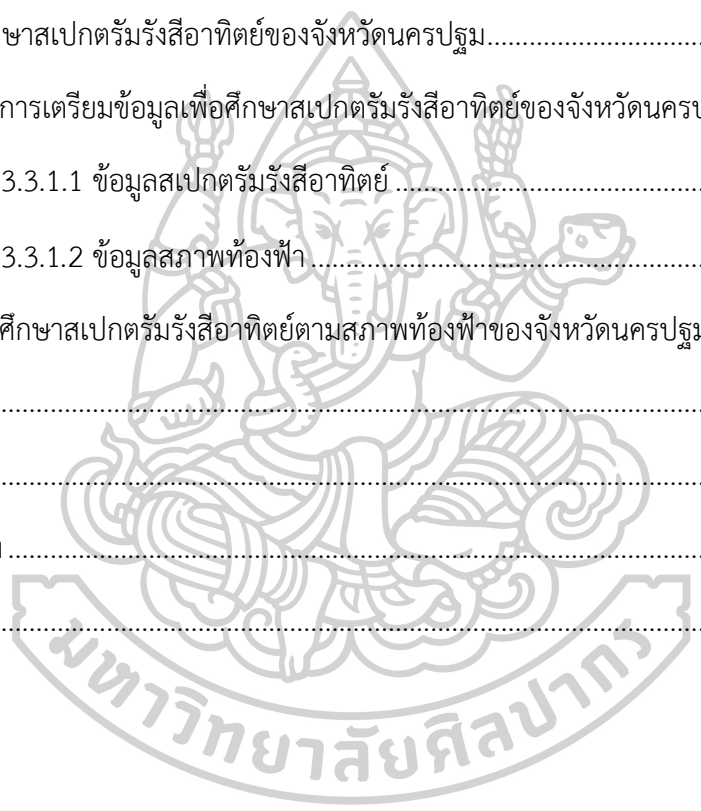 ษาสเปกตรัมรังสีอาทิตย์ของจังหวัดนครปฐม........................................
การเตรียมข้อมูลเพื่อศึกษาสเปกตรัมรังสีอาทิตย์ของจังหวัดนครป
3.3.1.1 ข้อมูลสเปกตรัมรังสีอาทิตย์ ........................................
3.3.1.2 ข้อมูลสภาพท้องฟ้า ........................................
ศึกษาสเปกตรัมรังสีอาทิตย์ตามสภาพท้องฟ้าของจังหวัดนครปฐม
........................................
........................................
........................................
........................................
มหาวิทยาลัยศิลปากร